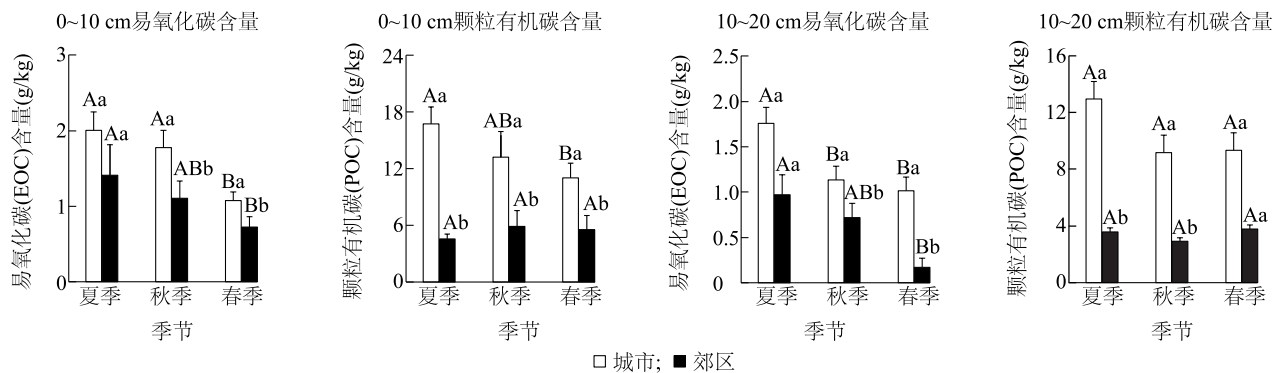 0~10 cm易氧化碳含量
易氧化碳(EOC)含量(g/kg)
3
2
1
0
Aa
Aa
Aa
ABb
Ba
Bb
夏季 秋季 春季
季节
0~10 cm颗粒有机碳含量
颗粒有机碳(POC)含量(g/kg)
24
18
12
6
0
Aa
Ab
ABa
Ab
Ba
Ab
夏季 秋季 春季
季节
10~20 cm易氧化碳含量
易氧化碳(EOC)含量(g/kg)
2.5
2.0
1.5
1.0
0.5
0
Aa
Aa
Ba
ABb
Ba
Bb
夏季 秋季 春季
季节
10~20 cm颗粒有机碳含量
颗粒有机碳(POC)含量(g/kg)
16
12
8
4
0
Aa
Ab
Aa
Ab
Aa
Aa
夏季 秋季 春季
季节
城市; 郊区